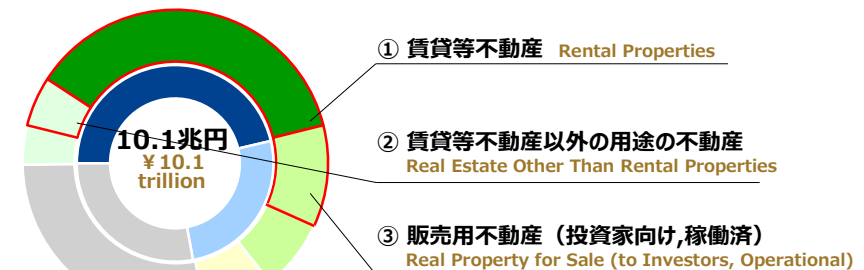 ① 賃貸等不動産 Rental Properties
10.1兆円
¥10.1
trillion
② 賃貸等不動産以外の用途の不動産
Real Estate Other Than Rental Properties
③ 販売用不動産（投資家向け,稼働済）
Real Property for Sale (to Investors, Operational)